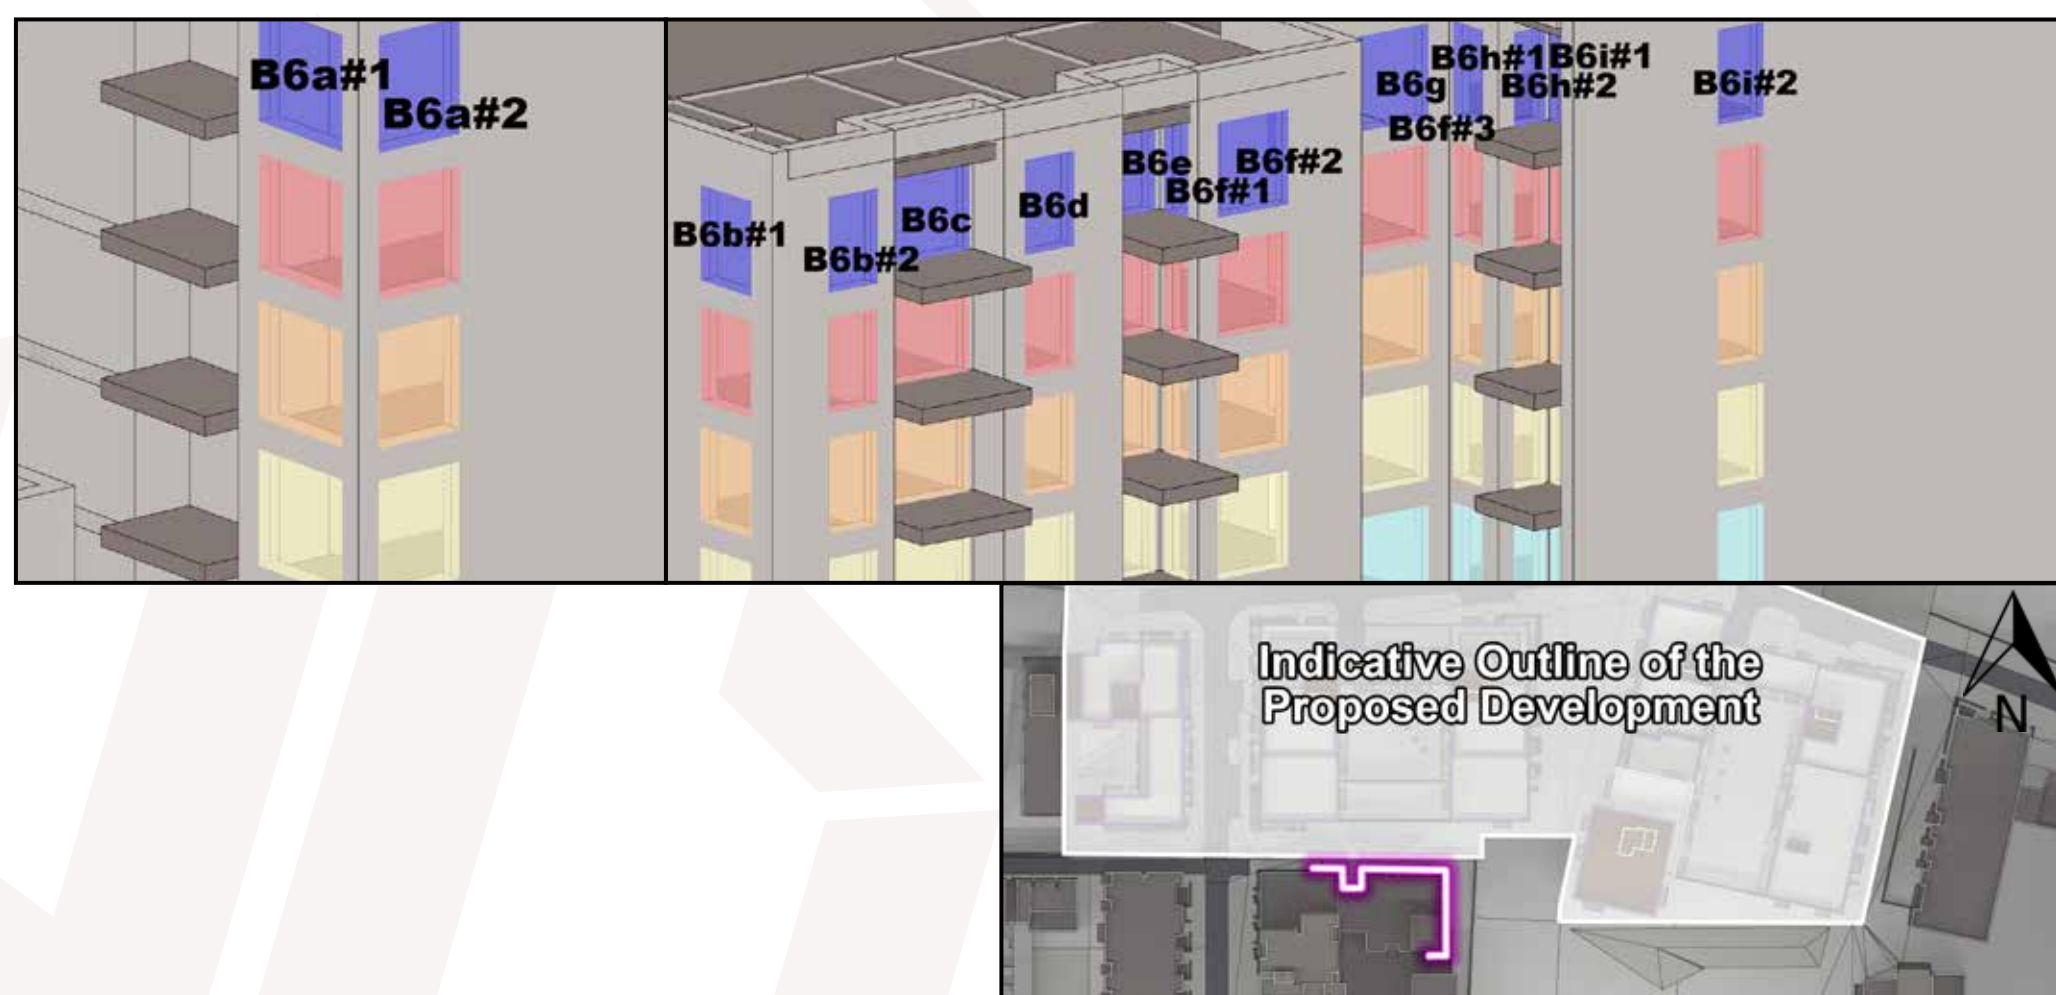 B6a#1
B6a#2
B6b#1
B6b#2
B6c
B6d
B6e
B6f#1
B6f#2
B6g
B6f#3
B6h#1
B6h#2
B6i#1
B6i#2
Indicative Outline of the
Proposed Development
N